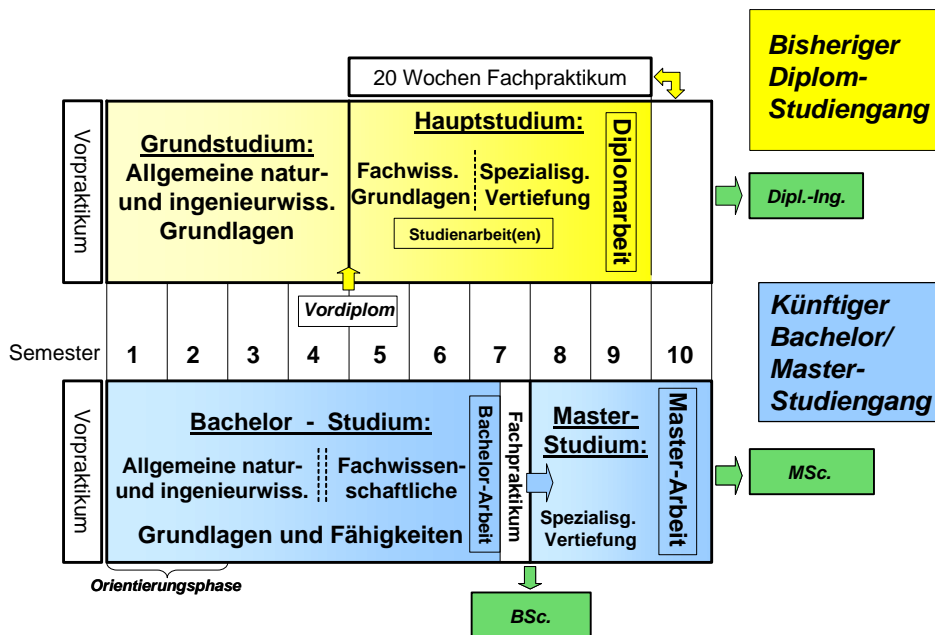 20 Wochen Fachpraktikum
Bisheriger
Diplom-
Studiengang
Vorpraktikum
Grundstudium:
Allgemeine natur-
und ingenieurwiss.
Grundlagen
Hauptstudium:
Fachwiss.
Grundlagen
Spezialisg.
Vertiefung
Studienarbeit(en)
Diplomarbeit
Dipl.-Ing.
Vordiplom
Künftiger
Bachelor/
Master-
Studiengang
Semester 1 2 3 4 5 6 7 8 9 10
Vorpraktikum
Bachelor - Studium:
Allgemeine natur-
und ingenieurwiss.
Fachwissen-
schaftliche
Grundlagen und Fähigkeiten
Bachelor-Arbeit
Fachpraktikum
Master-
Studium:
Spezialisg.
Vertiefung
Master-Arbeit
MSc.
Orientierungsphase
BSc.